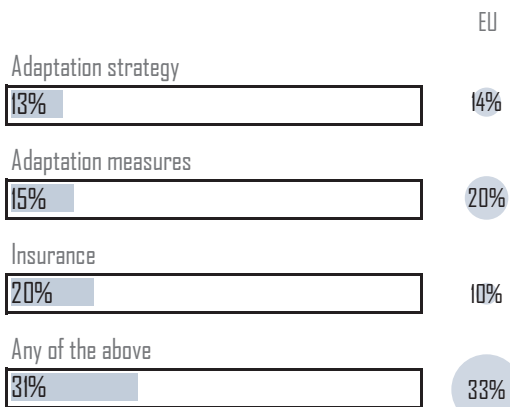 EU
Adaptation strategy
13% 14%
Adaptation measures
15% 20%
Insurance
20% 10%
Any of the above
31% 33%